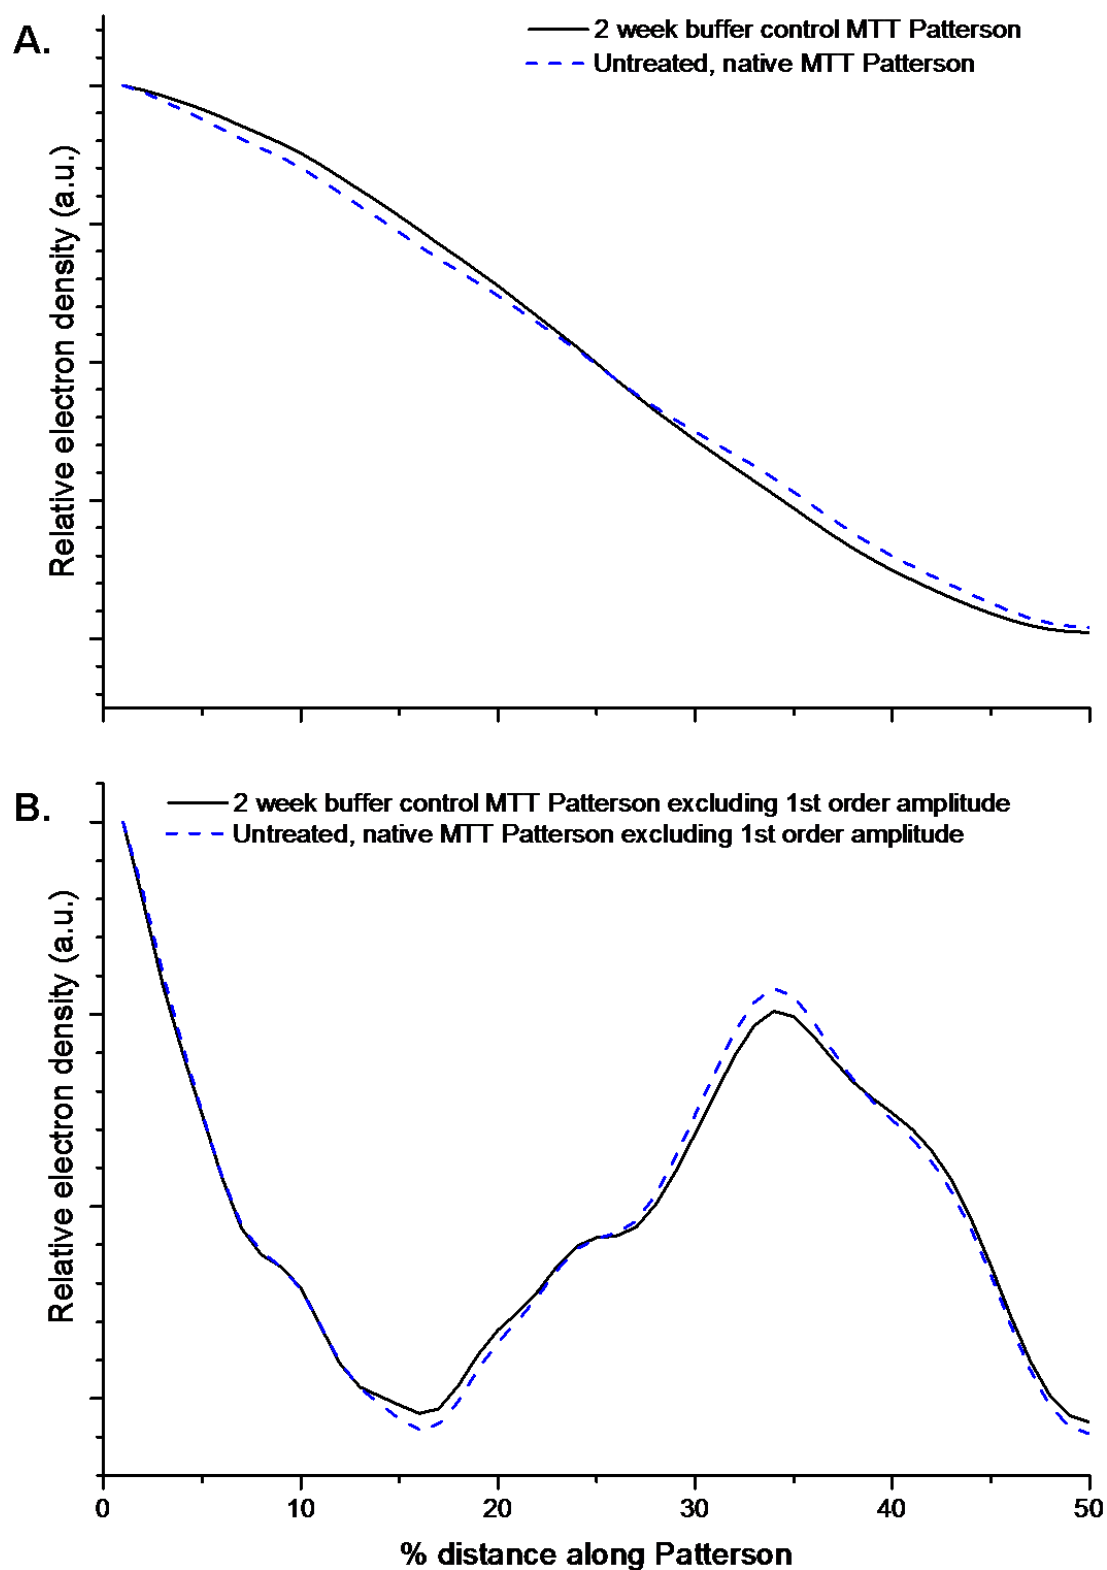 A.
2 week buffer control MTT Patterson
Untreated, native MTT Patterson
Relative electron density (a.u.)
B.
2 week buffer control MTT Patterson excluding 1st order amplitude
Untreated, native MTT Patterson excluding 1st order amplitude
Relative electron density (a.u.)
0 10 20 30 40 50
% distance along Patterson